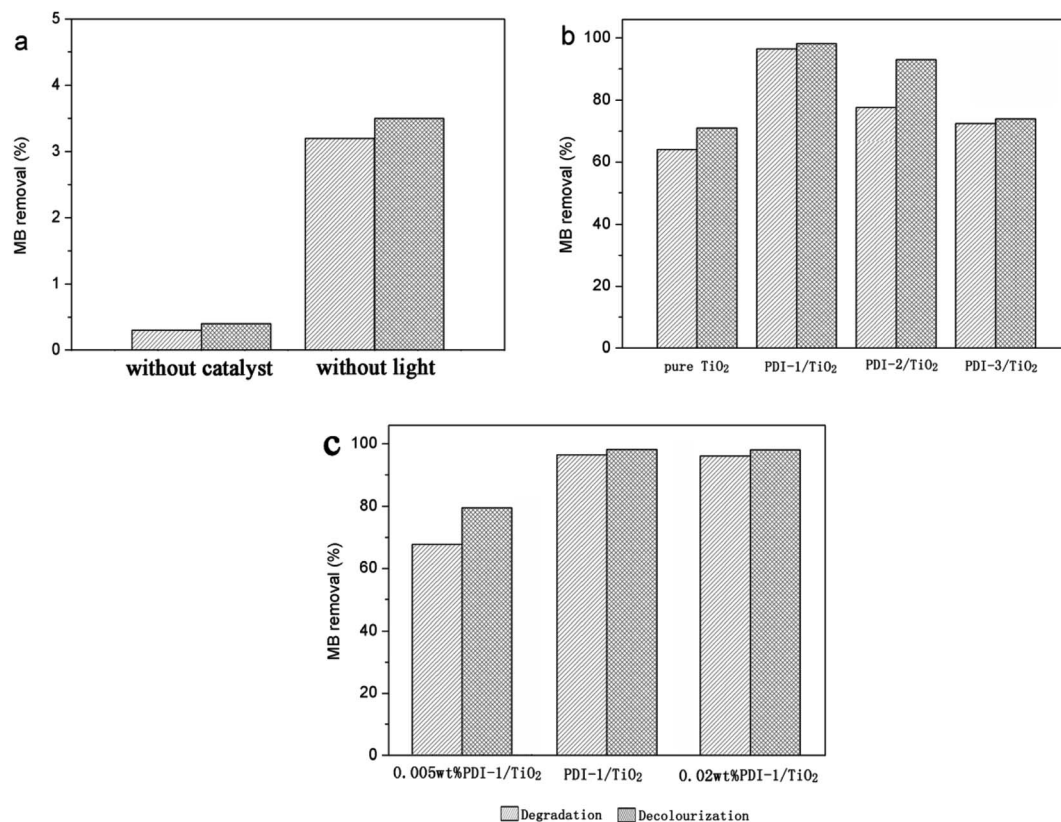 a
5
4
3
2
1
0
MB removal (%)
without catalyst
without light
b
100
80
60
40
20
0
MB removal (%)
pure TiO₂
PDI-1/TiO₂
PDI-2/TiO₂
PDI-3/TiO₂
c
100
80
60
40
20
0
MB removal (%)
0.005wt%PDI-1/TiO₂
PDI-1/TiO₂
0.02wt%PDI-1/TiO₂
Degradation
Decolourization